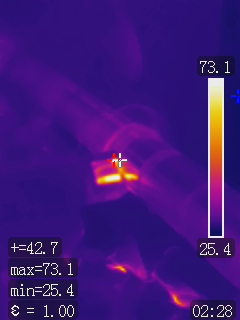 73.1
25.4
+=42.7
max=73.1
min=25.4
ε = 1.00
02:28